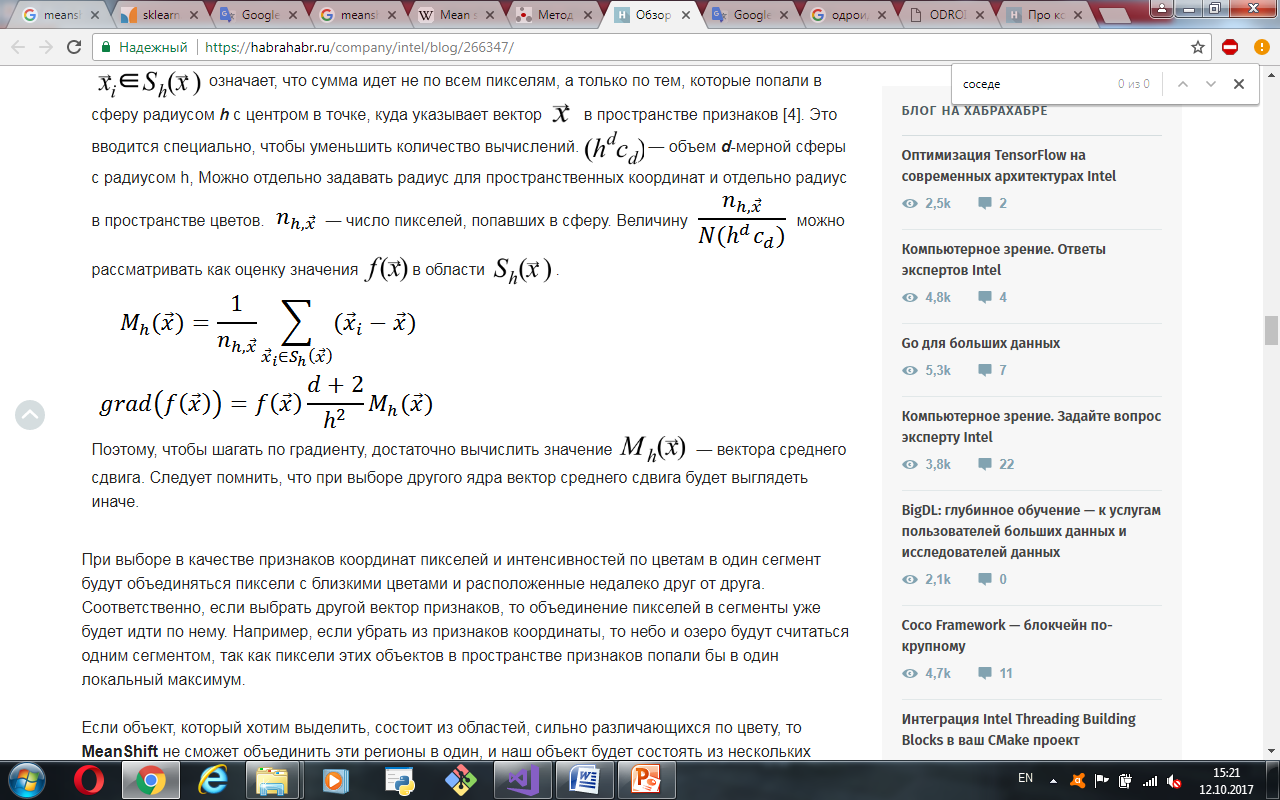 meansh
sklearn
Google
meansh
Mean s
Метод
Обзор
Google
одроид
ODROI
Про ко
Надежный
https://habrahabr.ru/company/intel/blog/266347/
соседе
0 из 0
x⃗ᵢ∈Sₕ(x⃗) означает, что сумма идет не по всем пикселям, а только по тем, которые попали в
сферу радиусом h с центром в точке, куда указывает вектор x⃗ в пространстве признаков [4]. Это
вводится специально, чтобы уменьшить количество вычислений. (h^d c_d) — объем d-мерной сферы
с радиусом h, Можно отдельно задавать радиус для пространственных координат и отдельно радиус
в пространстве цветов. n_{h,x⃗} — число пикселей, попавших в сферу. Величину n_{h,x⃗} / N(h^d c_d) можно
рассматривать как оценку значения f(x⃗) в области Sₕ(x⃗) .
Mₕ(x⃗) = 1/n_{h,x⃗} ∑_{x⃗ᵢ∈Sₕ(x⃗)} (x⃗ᵢ − x⃗)
grad(f(x⃗)) = f(x⃗) (d + 2)/h² Mₕ(x⃗)
Поэтому, чтобы шагать по градиенту, достаточно вычислить значение Mₕ(x⃗) — вектора среднего
сдвига. Следует помнить, что при выборе другого ядра вектор среднего сдвига будет выглядеть
иначе.
При выборе в качестве признаков координат пикселей и интенсивностей по цветам в один сегмент
будут объединяться пиксели с близкими цветами и расположенные недалеко друг от друга.
Соответственно, если выбрать другой вектор признаков, то объединение пикселей в сегменты уже
будет идти по нему. Например, если убрать из признаков координаты, то небо и озеро будут считаться
одним сегментом, так как пиксели этих объектов в пространстве признаков попали бы в один
локальный максимум.
Если объект, который хотим выделить, состоит из областей, сильно различающихся по цвету, то
MeanShift не сможет объединить эти регионы в один, и наш объект будет состоять из нескольких
БЛОГ НА ХАБРАХАБРЕ
Оптимизация TensorFlow на
современных архитектурах Intel
2,5k 2
Компьютерное зрение. Ответы
экспертов Intel
4,8k 4
Go для больших данных
5,3k 7
Компьютерное зрение. Задайте вопрос
эксперту Intel
3,8k 22
BigDL: глубинное обучение — к услугам
пользователей больших данных и
исследователей данных
2,1k 0
Coco Framework — блокчейн по-
крупному
4,7k 11
Интеграция Intel Threading Building
Blocks в ваш CMake проект
EN
15:21
12.10.2017